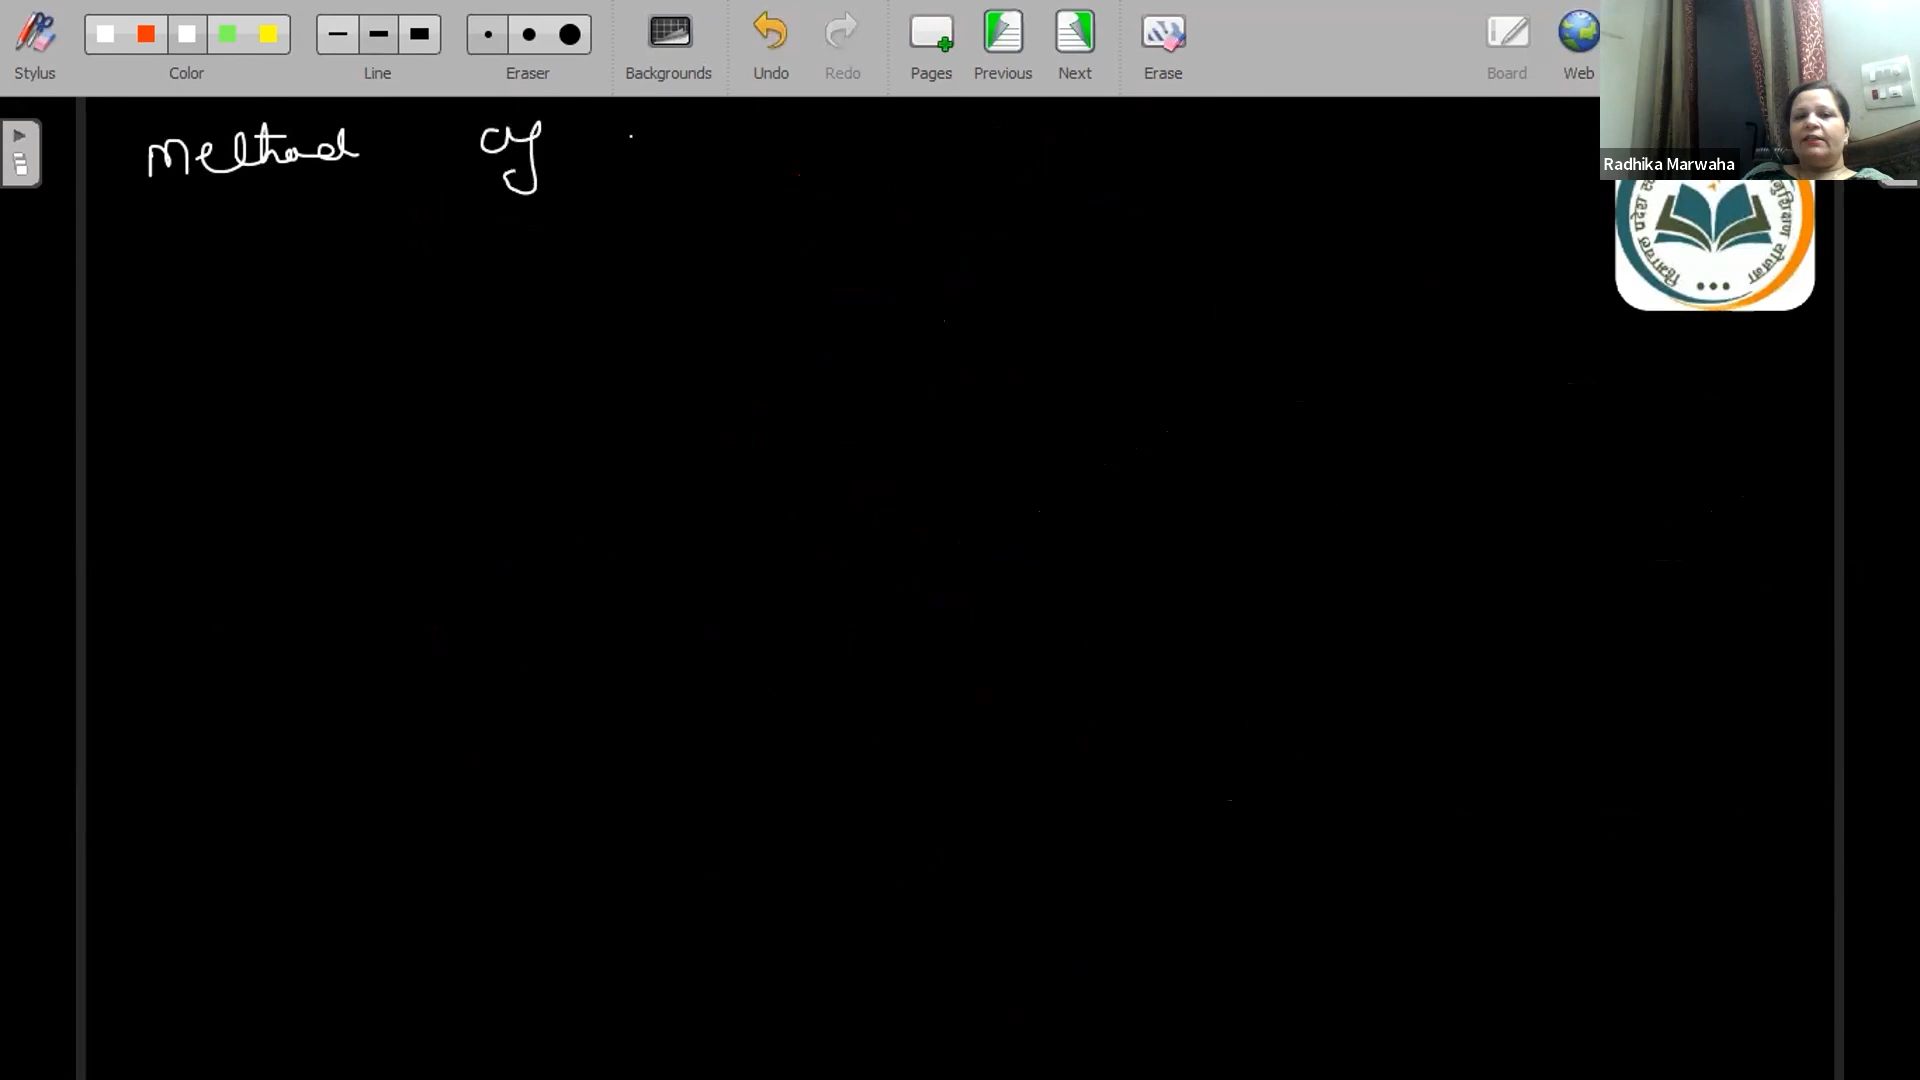 Stylus Color Line Eraser Backgrounds Undo Redo Pages Previous Next Erase Board Web
Radhika Marwaha
Method of